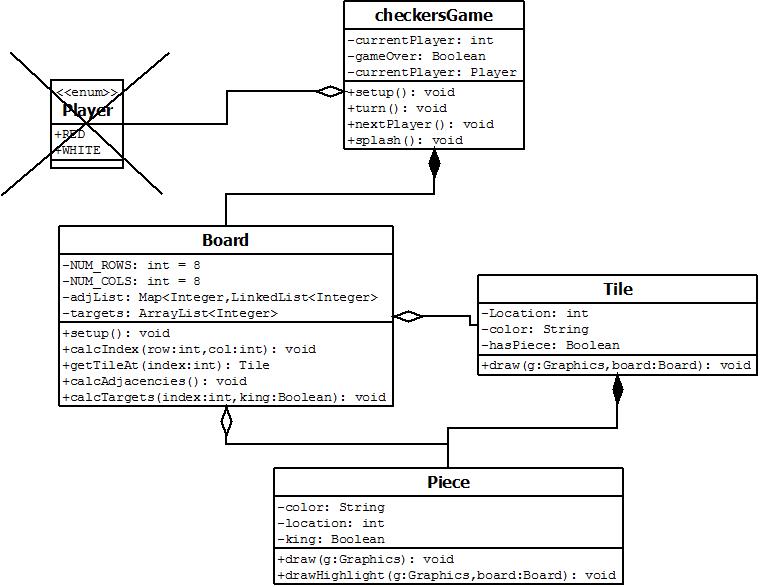 checkersGame
-currentPlayer: int
-gameOver: Boolean
-currentPlayer: Player
+setup(): void
+turn(): void
+nextPlayer(): void
+splash(): void
<<enum>>
Player
+RED
+WHITE
Board
-NUM_ROWS: int = 8
-NUM_COLS: int = 8
-adjList: Map<Integer,LinkedList<Integer>
-targets: ArrayList<Integer>
+setup(): void
+calcIndex(row:int,col:int): void
+getTileAt(index:int): Tile
+calcAdjacencies(): void
+calcTargets(index:int,king:Boolean): void
Tile
-Location: int
-color: String
-hasPiece: Boolean
+draw(g:Graphics,board:Board): void
Piece
-color: String
-location: int
-king: Boolean
+draw(g:Graphics): void
+drawHighlight(g:Graphics,board:Board): void